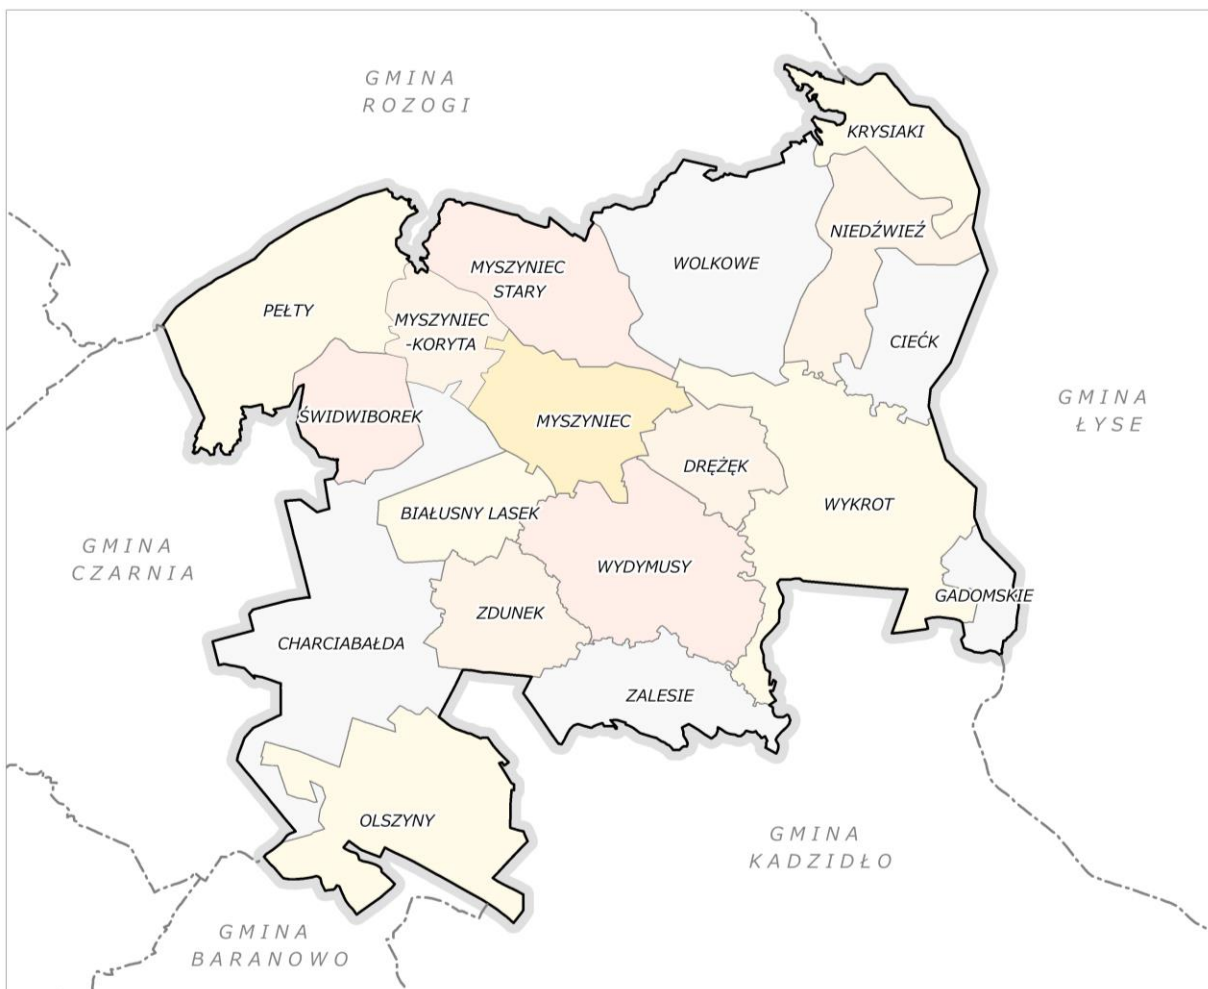 GMINA
ROZOGI
KRYSIAKI
NIEDŹWIEŹ
WOLKOWE
MYSZYNIEC
STARY
PEŁTY
MYSZYNIEC
-KORYTA
CIEĆK
GMINA
ŁYSE
ŚWIDWIBOREK
MYSZYNIEC
DRĘŻĘK
WYKROT
BIAŁUSNY LASEK
GMINA
CZARNIA
WYDYMUSY
GADOMSKIE
ZDUNEK
CHARCIABAŁDA
ZALESIE
OLSZYNY
GMINA
KADZIDŁO
GMINA
BARANOWO